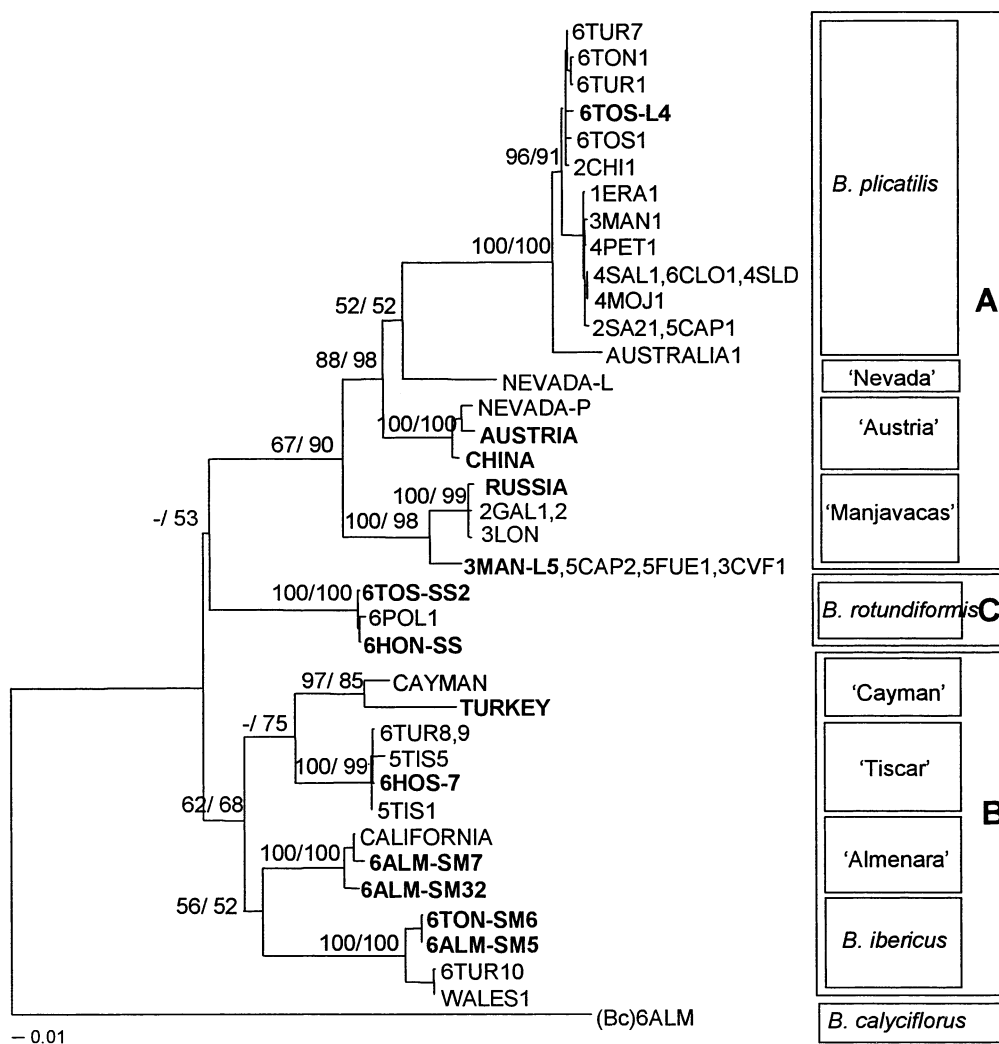 6TUR7
6TON1
6TUR1
6TOS-L4
6TOS1
96/91
2CHI1
B. plicatilis
1ERA1
3MAN1
4PET1
100/100
4SAL1,6CLO1,4SLD
A
4MOJ1
52/ 52
2SA21,5CAP1
AUSTRALIA1
88/ 98
NEVADA-L
'Nevada'
NEVADA-P
100/100
AUSTRIA
'Austria'
67/ 90
CHINA
RUSSIA
100/ 99
2GAL1,2
'Manjavacas'
-/ 53
100/ 98
3LON
3MAN-L5,5CAP2,5FUE1,3CVF1
100/100
6TOS-SS2
6POL1
B. rotundiformis
C
6HON-SS
97/ 85
CAYMAN
'Cayman'
TURKEY
-/ 75
6TUR8,9
5TIS5
'Tiscar'
100/ 99
6HOS-7
62/ 68
5TIS1
B
CALIFORNIA
100/100
6ALM-SM7
'Almenara'
6ALM-SM32
56/ 52
6TON-SM6
100/100
6ALM-SM5
B. ibericus
6TUR10
WALES1
(Bc)6ALM
B. calyciflorus
0.01